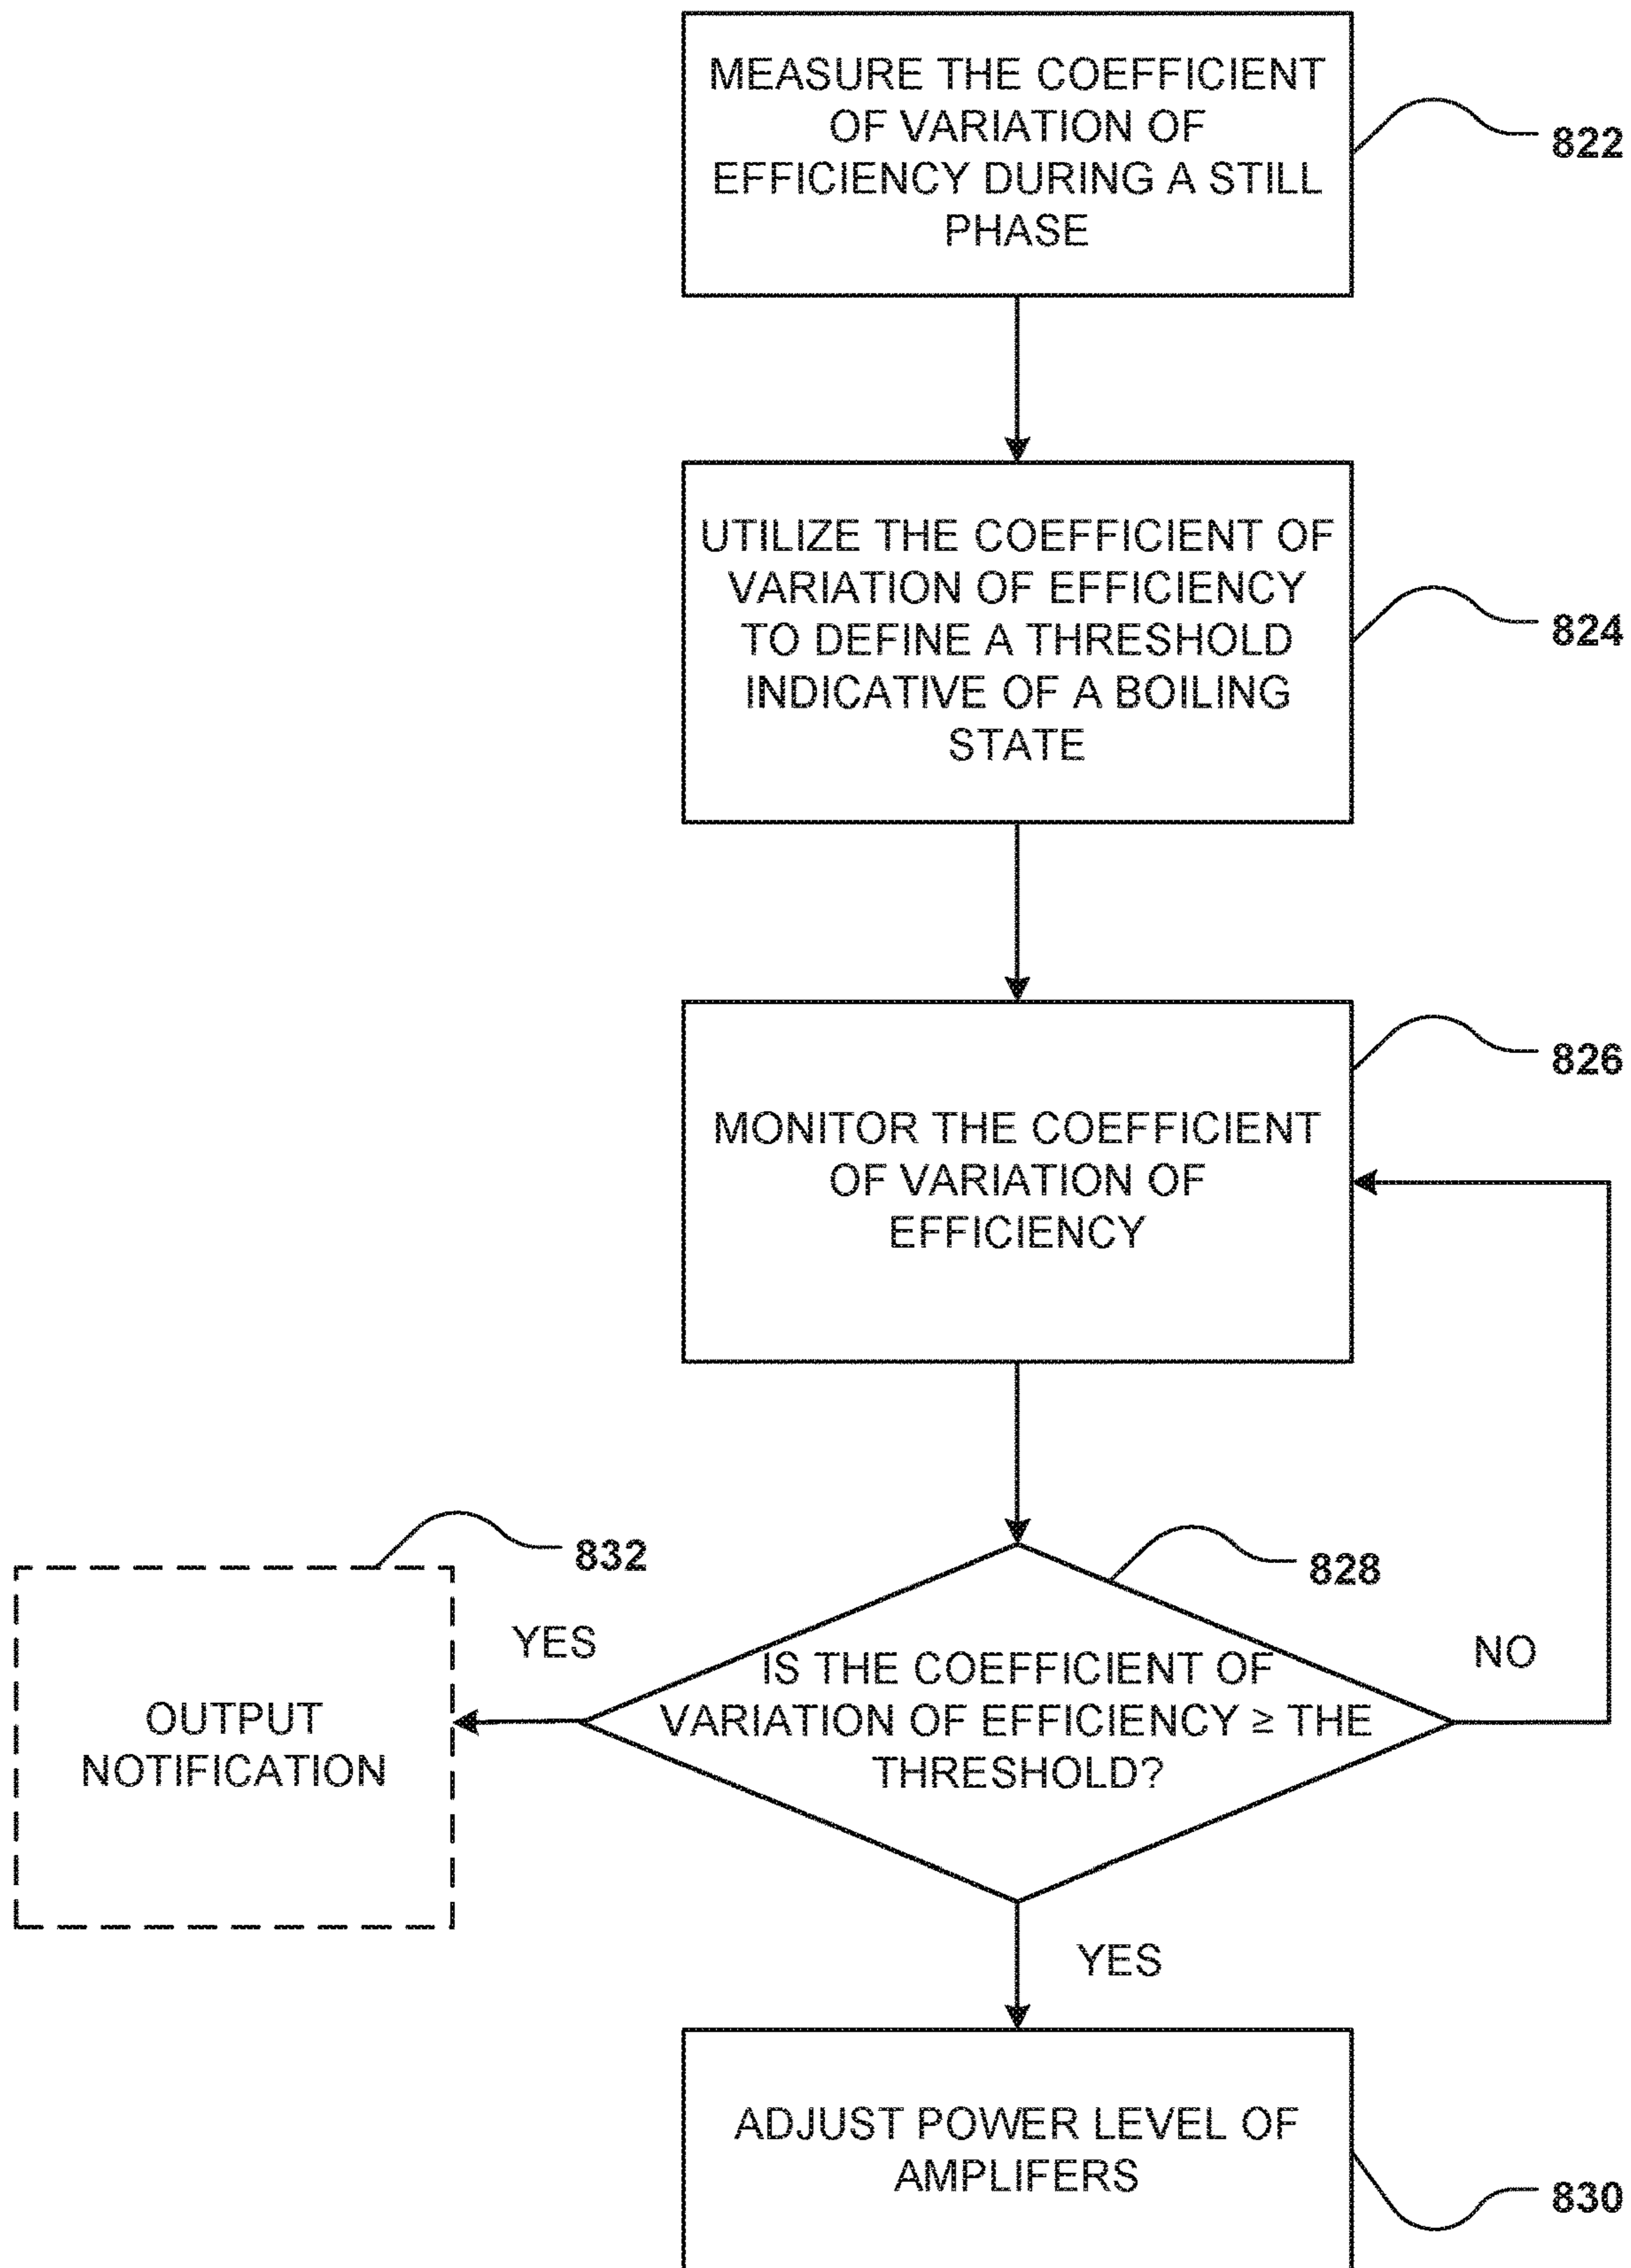 MEASURE THE COEFFICIENT
OF VARIATION OF
EFFICIENCY DURING A STILL
PHASE
822
UTILIZE THE COEFFICIENT OF
VARIATION OF EFFICIENCY
TO DEFINE A THRESHOLD
INDICATIVE OF A BOILING
STATE
824
826
MONITOR THE COEFFICIENT
OF VARIATION OF
EFFICIENCY
832
828
YES
NO
IS THE COEFFICIENT OF
VARIATION OF EFFICIENCY ≥ THE
THRESHOLD?
OUTPUT
NOTIFICATION
YES
ADJUST POWER LEVEL OF
AMPLIFERS
830